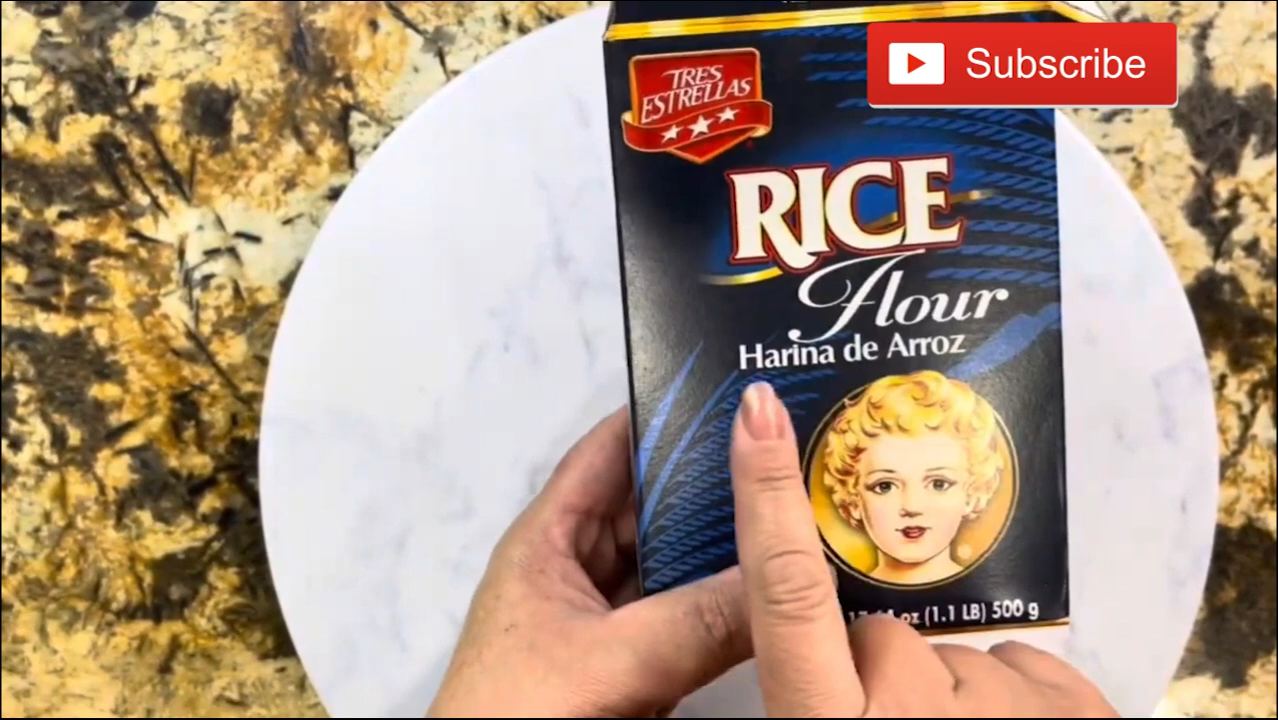 Subscribe
TRES
ESTRELLAS
RICE
Flour
Harina de Arroz
oz (1.1 LB) 500 g